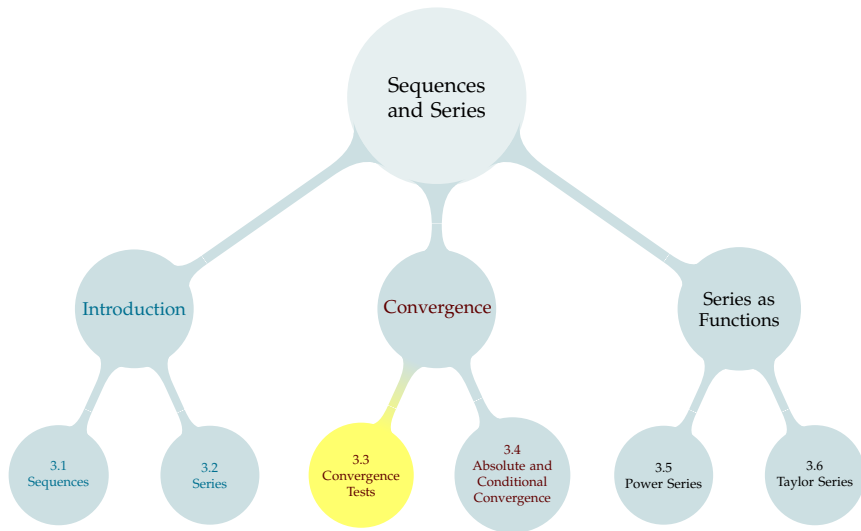 Sequences
and Series
Introduction
Convergence
Series as
Functions
3.1
Sequences
3.2
Series
3.3
Convergence
Tests
3.4
Absolute and
Conditional
Convergence
3.5
Power Series
3.6
Taylor Series